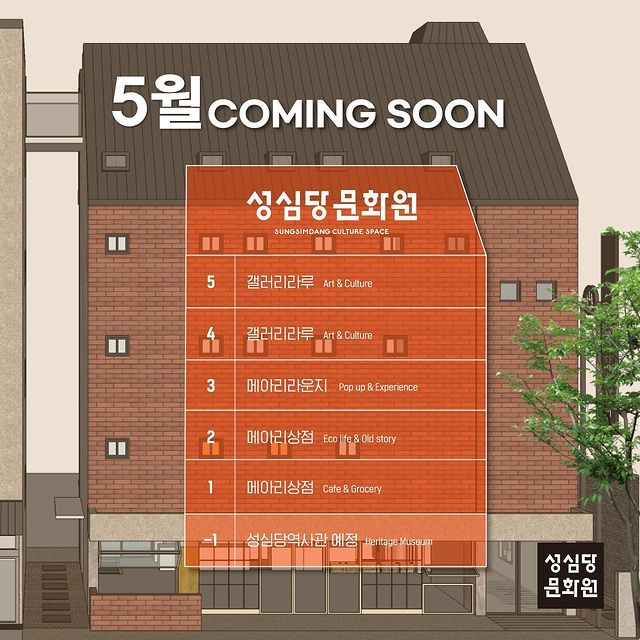 5월 COMING SOON
성심당 문화원
SUNGSIMDANG CULTURE SPACE
5 갤러리라루 Art & Culture
4 갤러리라루 Art & Culture
3 메아리라운지 Pop up & Experience
2 메아리상점 Eco life & Old story
1 메아리상점 Cafe & Grocery
-1 성심당역사관 예정 Heritage Museum
성심당
문화원